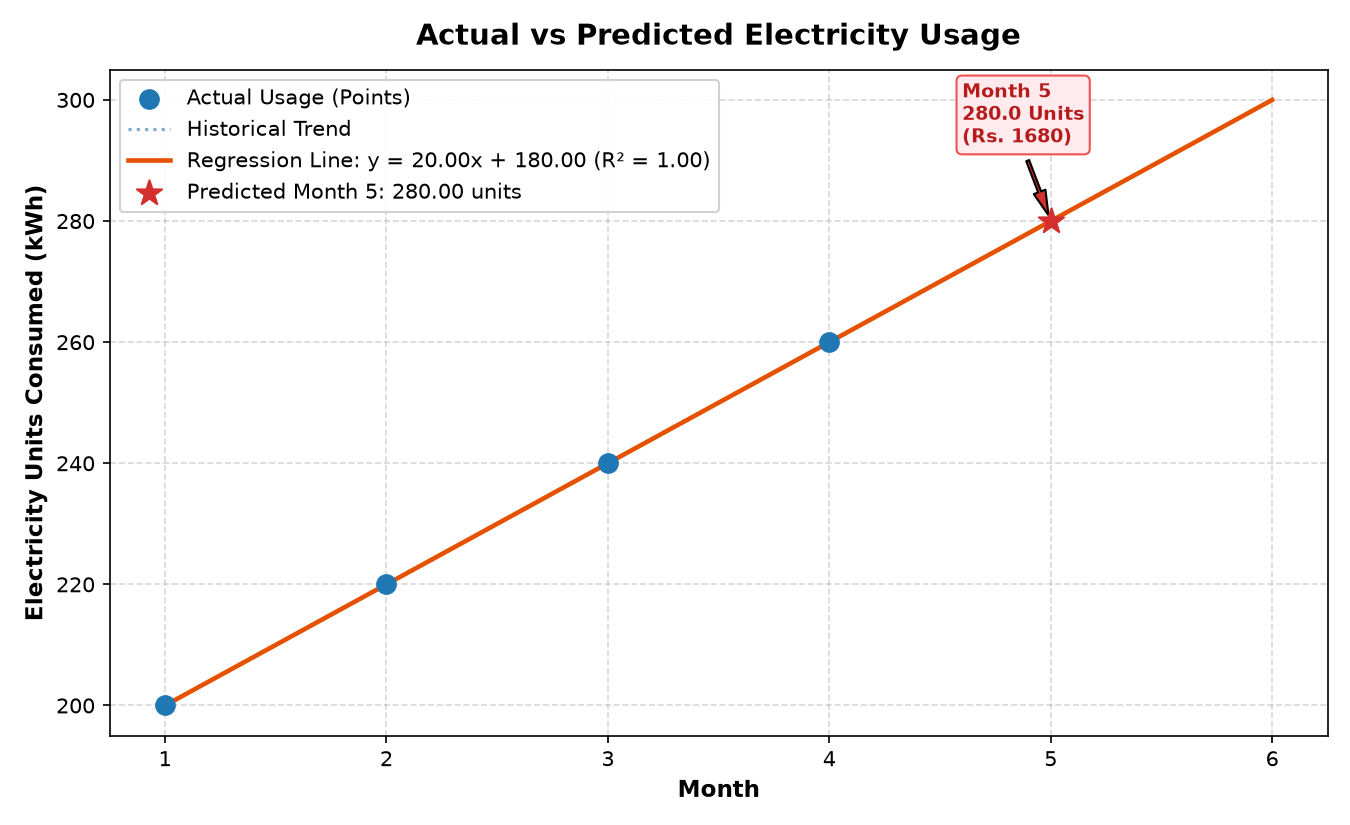 Actual vs Predicted Electricity Usage
Actual Usage (Points)
Historical Trend
Regression Line: y = 20.00x + 180.00 (R² = 1.00)
Predicted Month 5: 280.00 units
Month 5
280.0 Units
(Rs. 1680)
Electricity Units Consumed (kWh)
300
280
260
240
220
200
1 2 3 4 5 6
Month